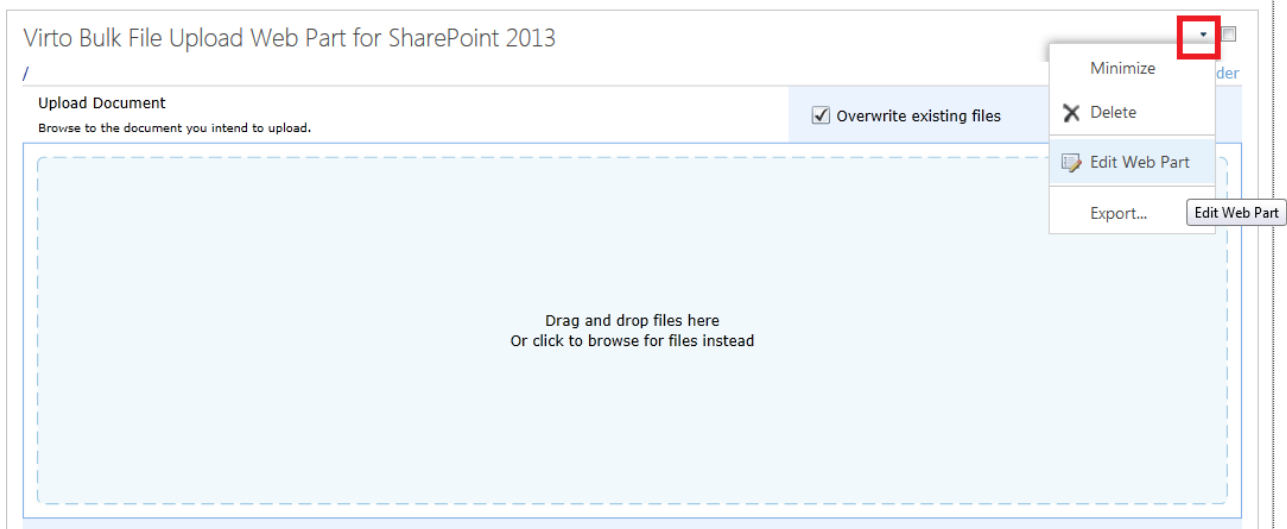 Virto Bulk File Upload Web Part for SharePoint 2013
Minimize
/
der
Upload Document
Browse to the document you intend to upload.
Overwrite existing files
Delete
Edit Web Part
Export...
Edit Web Part
Drag and drop files here
Or click to browse for files instead